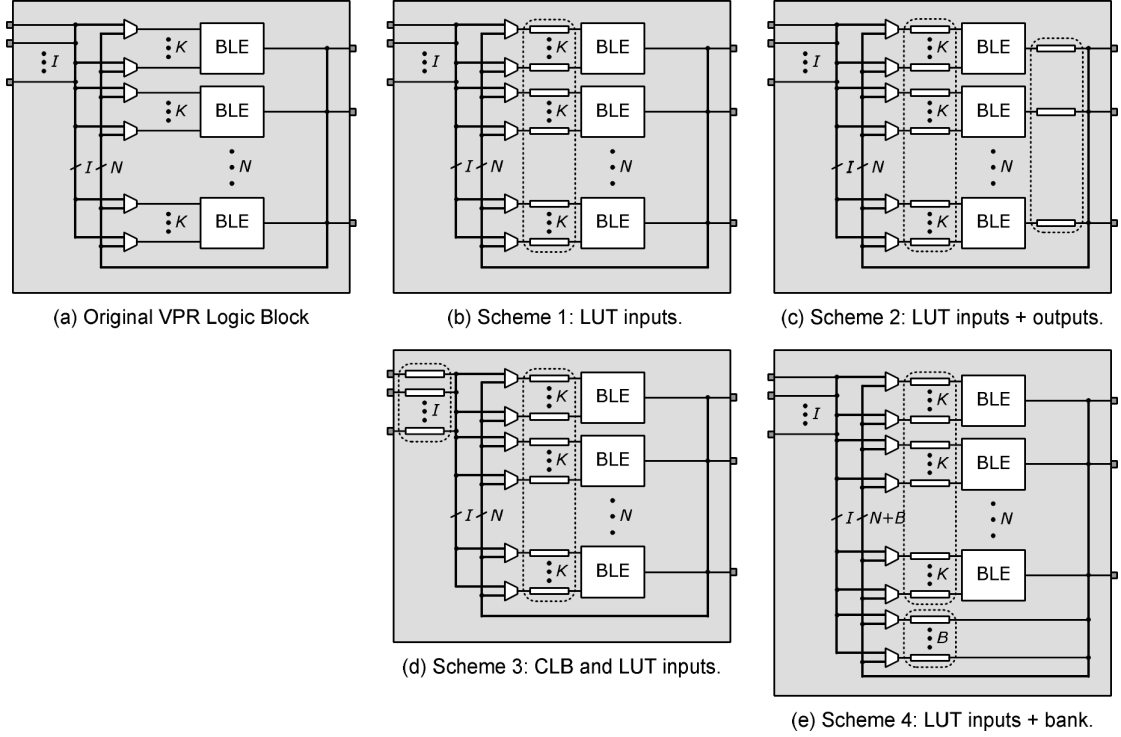 I
K
BLE
K
BLE
I N
N
K
BLE
(a) Original VPR Logic Block
I
K
BLE
K
BLE
I N
N
K
BLE
(b) Scheme 1: LUT inputs.
I
K
BLE
K
BLE
I N
N
K
BLE
(c) Scheme 2: LUT inputs + outputs.
I
K
BLE
K
BLE
I N
N
K
BLE
(d) Scheme 3: CLB and LUT inputs.
I
K
BLE
K
BLE
I N+B
N
K
BLE
B
(e) Scheme 4: LUT inputs + bank.